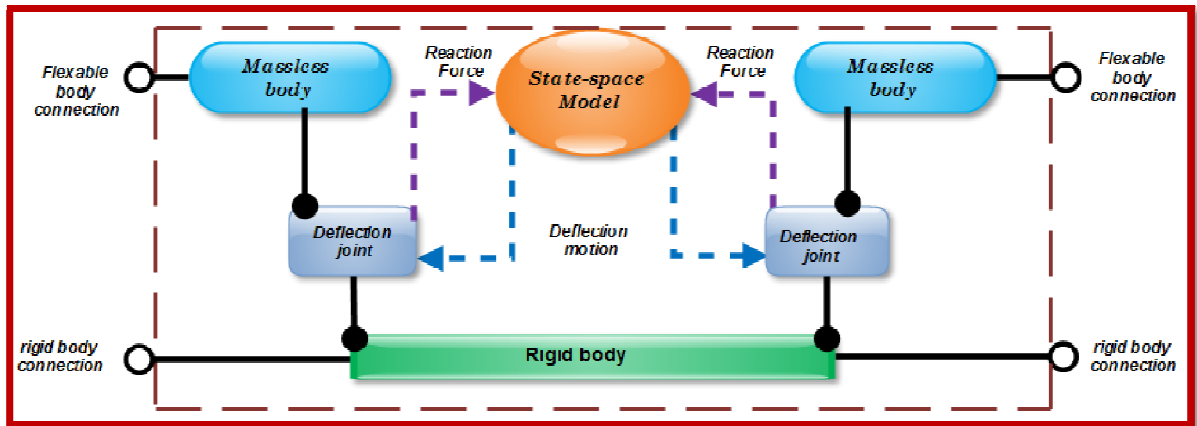 Flexable
body
connection
Massless
body
Reaction
Force
State-space
Model
Reaction
Force
Massless
body
Flexable
body
connection
Deflection
joint
Deflection
motion
Deflection
joint
rigid body
connection
Rigid body
rigid body
connection